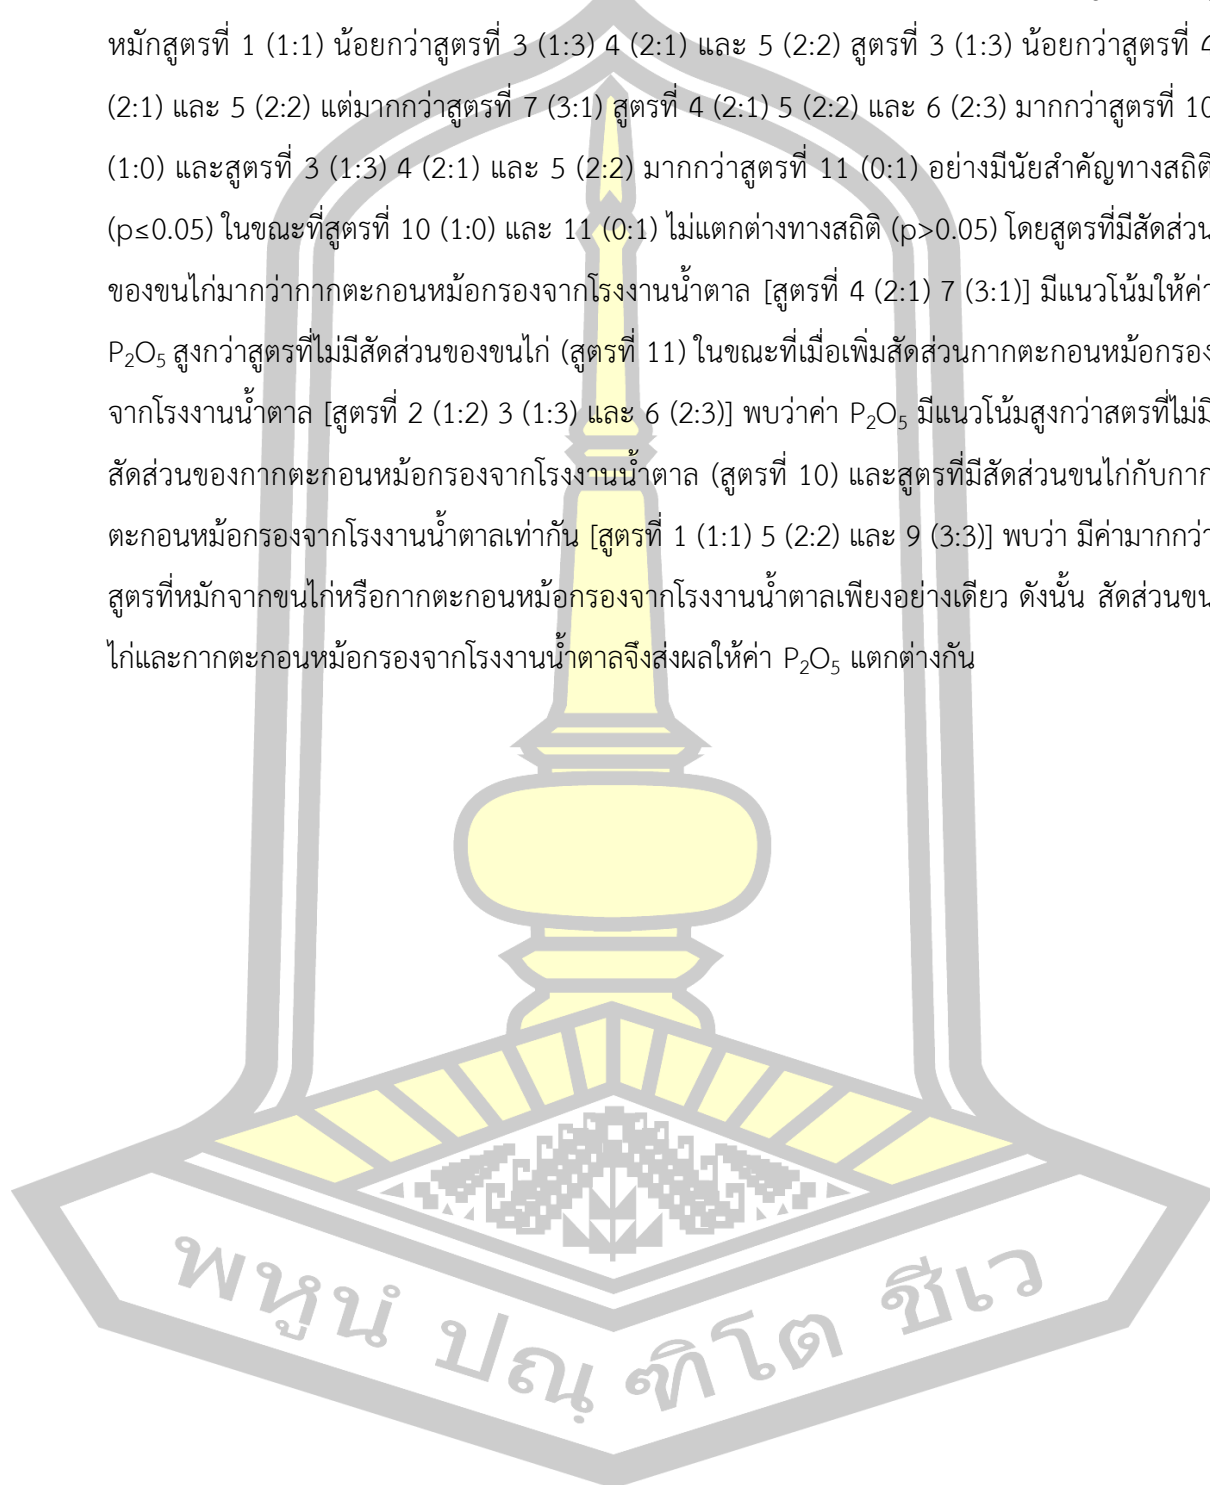 หมักสูตรที่ 1 (1:1) น้อยกว่าสูตรที่ 3 (1:3) 4 (2:1) และ 5 (2:2) สูตรที่ 3 (1:3) น้อยกว่าสูตรที่ 4
(2:1) และ 5 (2:2) แต่มากกว่าสูตรที่ 7 (3:1) สูตรที่ 4 (2:1) 5 (2:2) และ 6 (2:3) มากกว่าสูตรที่ 10
(1:0) และสูตรที่ 3 (1:3) 4 (2:1) และ 5 (2:2) มากกว่าสูตรที่ 11 (0:1) อย่างมีนัยสำคัญทางสถิติ
(p≤0.05) ในขณะที่สูตรที่ 10 (1:0) และ 11 (0:1) ไม่แตกต่างทางสถิติ (p>0.05) โดยสูตรที่มีสัดส่วน
ของขนไก่มากว่ากากตะกอนหม้อกรองจากโรงงานน้ำตาล [สูตรที่ 4 (2:1) 7 (3:1)] มีแนวโน้มให้ค่า
P₂O₅ สูงกว่าสูตรที่ไม่มีสัดส่วนของขนไก่ (สูตรที่ 11) ในขณะที่เมื่อเพิ่มสัดส่วนกากตะกอนหม้อกรอง
จากโรงงานน้ำตาล [สูตรที่ 2 (1:2) 3 (1:3) และ 6 (2:3)] พบว่าค่า P₂O₅ มีแนวโน้มสูงกว่าสตรที่ไม่มี
สัดส่วนของกากตะกอนหม้อกรองจากโรงงานน้ำตาล (สูตรที่ 10) และสูตรที่มีสัดส่วนขนไก่กับกาก
ตะกอนหม้อกรองจากโรงงานน้ำตาลเท่ากัน [สูตรที่ 1 (1:1) 5 (2:2) และ 9 (3:3)] พบว่า มีค่ามากกว่า
สูตรที่หมักจากขนไก่หรือกากตะกอนหม้อกรองจากโรงงานน้ำตาลเพียงอย่างเดียว ดังนั้น สัดส่วนขน
ไก่และกากตะกอนหม้อกรองจากโรงงานน้ำตาลจึงส่งผลให้ค่า P₂O₅ แตกต่างกัน
พหูนํ ปณฺฑิโต ชีเว